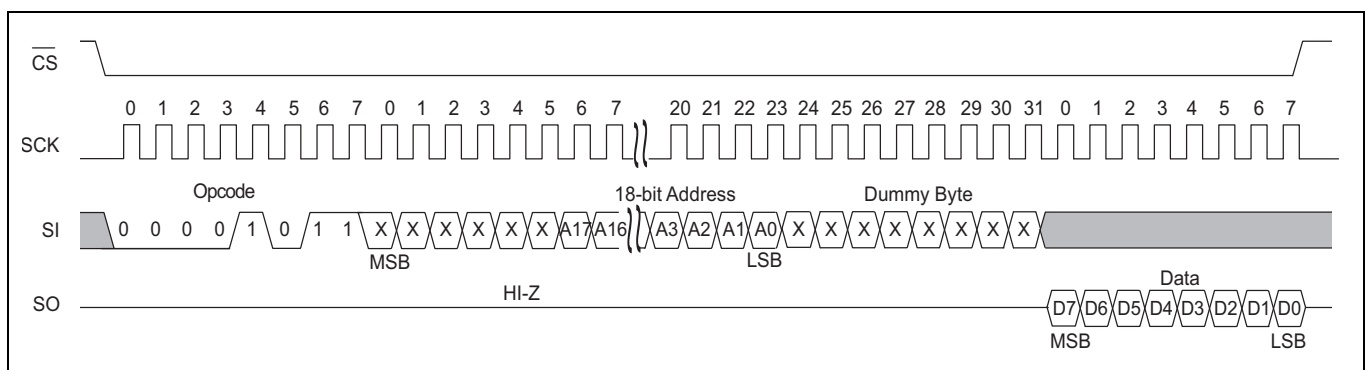 CS
0 1 2 3 4 5 6 7 0 1 2 3 4 5 6 7 20 21 22 23 24 25 26 27 28 29 30 31 0 1 2 3 4 5 6 7
SCK
Opcode 18-bit Address Dummy Byte
SI 0 0 0 0 1 0 1 1 X X X X X X A17 A16 A3 A2 A1 A0 X X X X X X X X
MSB LSB
HI-Z Data
SO D7 D6 D5 D4 D3 D2 D1 D0
MSB LSB